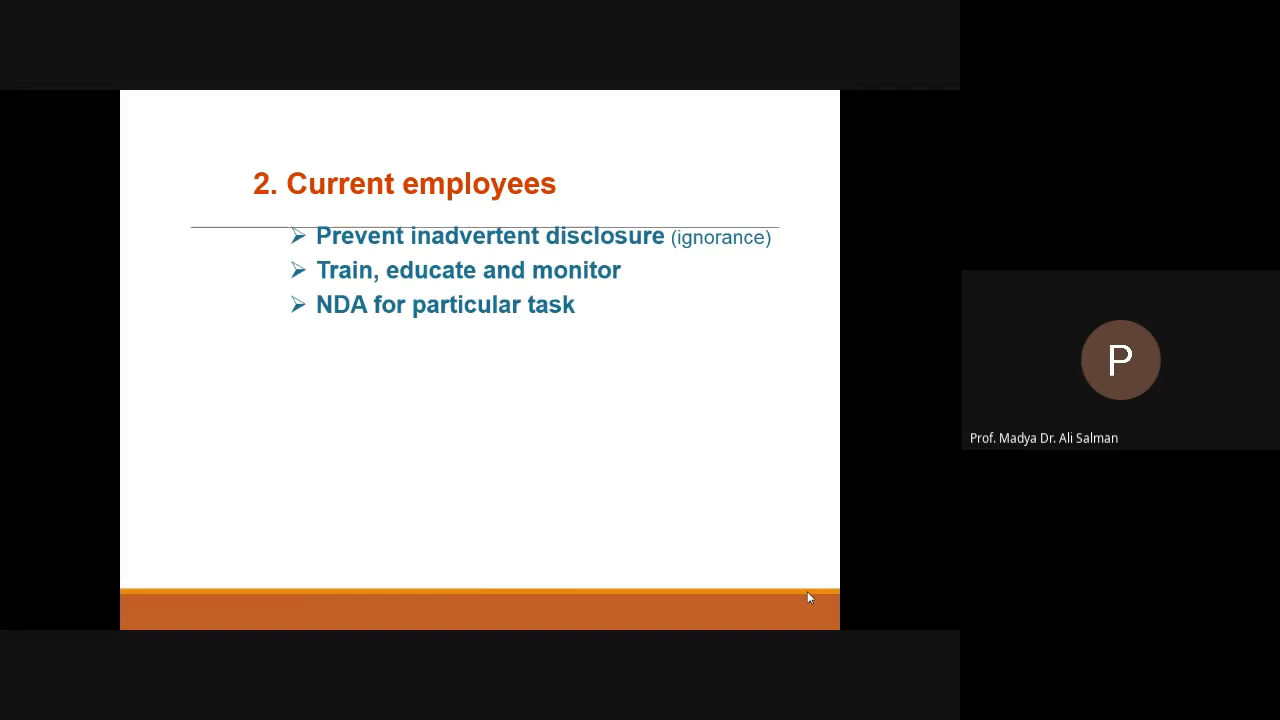 2. Current employees
➢ Prevent inadvertent disclosure (ignorance)
➢ Train, educate and monitor
➢ NDA for particular task
P
Prof. Madya Dr. Ali Salman